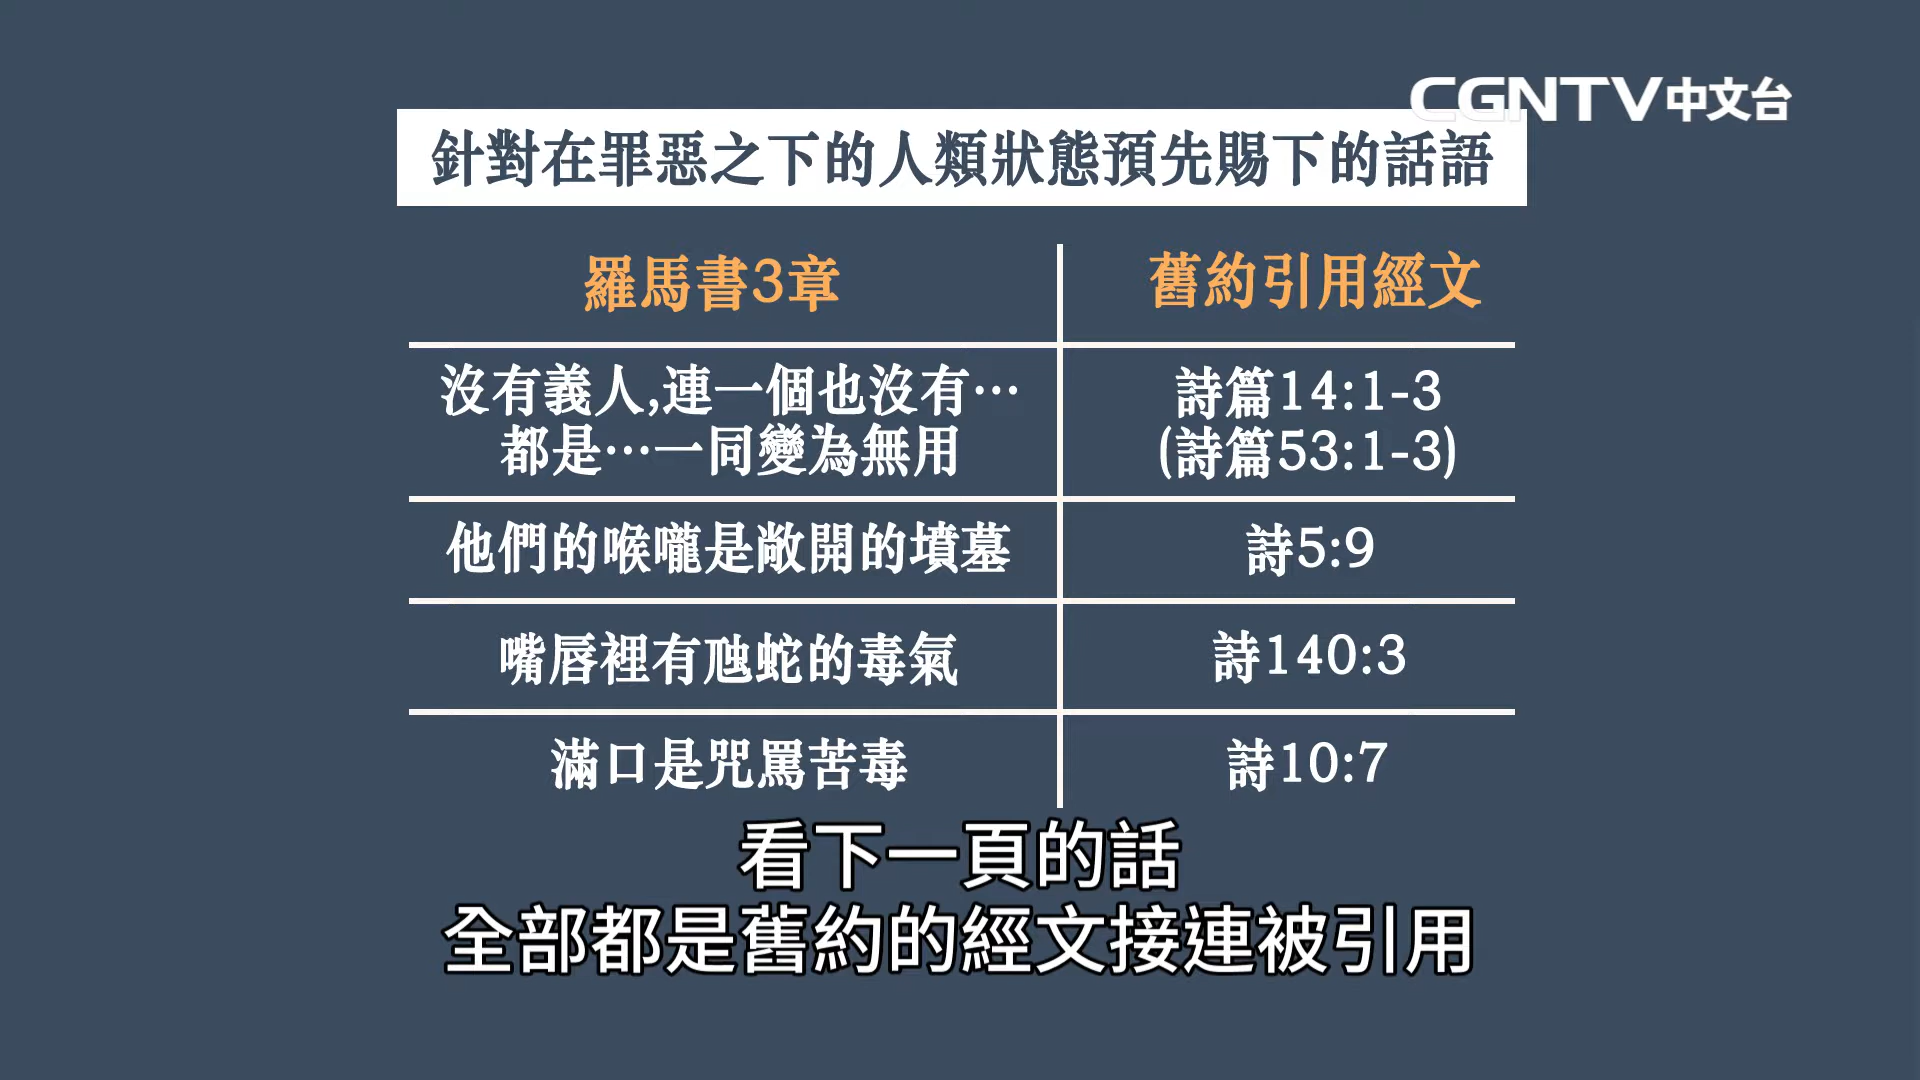 CGNTV中文台
針對在罪惡之下的人類狀態預先賜下的話語
羅馬書3章
舊約引用經文
沒有義人,連一個也沒有…
都是…一同變為無用
詩篇14:1-3
(詩篇53:1-3)
他們的喉嚨是敞開的墳墓
詩5:9
嘴唇裡有虺蛇的毒氣
詩140:3
滿口是咒罵苦毒
詩10:7
看下一頁的話
全部都是舊約的經文接連被引用